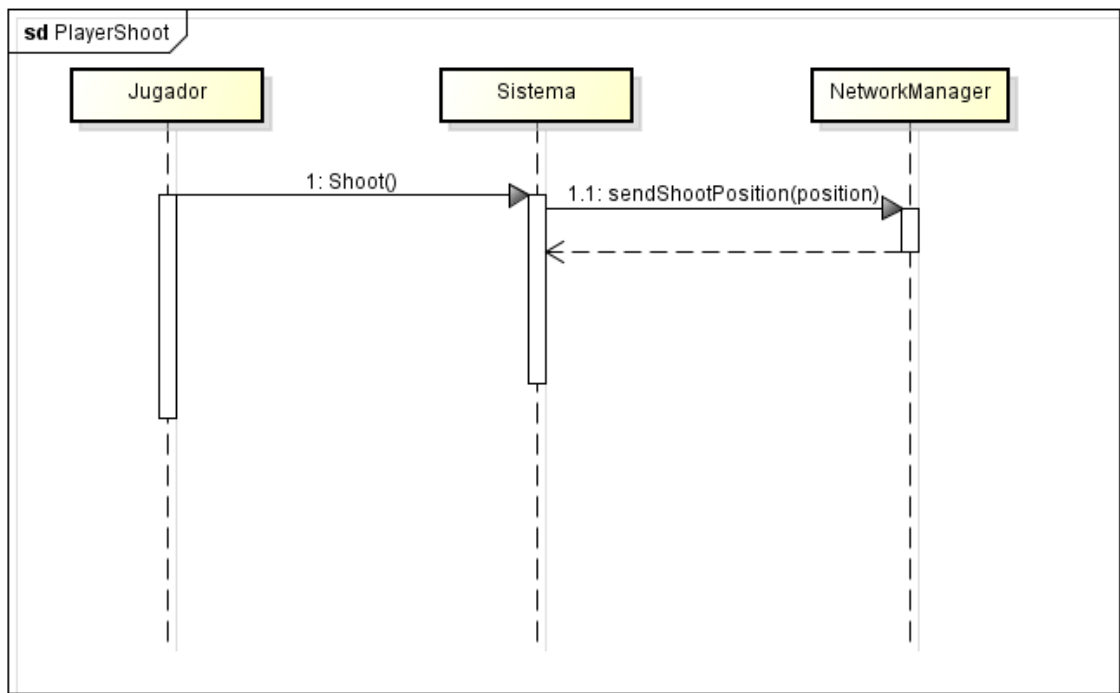 sd PlayerShoot
Jugador
Sistema
NetworkManager
1: Shoot()
1.1: sendShootPosition(position)